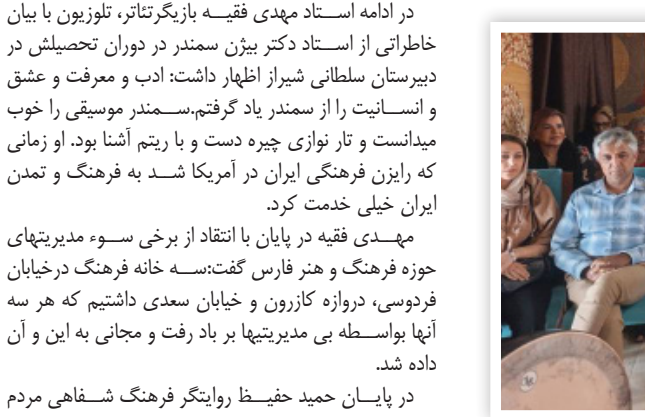 در ادامه استاد مهدی فقیه بازیگرتئاتر، تلوزیون با بیان
خاطراتی از استاد دکتر بیژن سمندر در دوران تحصیلش در
دبیرستان سلطانی شیراز اظهار داشت: ادب و معرفت و عشق
و انسانیت را از سمندر یاد گرفتم.سمندر موسیقی را خوب
میدانست و تار نوازی چیره دست و با ریتم آشنا بود. او زمانی
که رایزن فرهنگی ایران در آمریکا شد به فرهنگ و تمدن
ایران خیلی خدمت کرد.
مهدی فقیه در پایان با انتقاد از برخی سوء مدیریتهای
حوزه فرهنگ و هنر فارس گفت:سه خانه فرهنگ درخیابان
فردوسی، دروازه کازرون و خیابان سعدی داشتیم که هر سه
آنها بواسطه بی مدیریتیها بر باد رفت و مجانی به این و آن
داده شد.
در پایان حمید حفیظ روایتگر فرهنگ شفاهی مردم